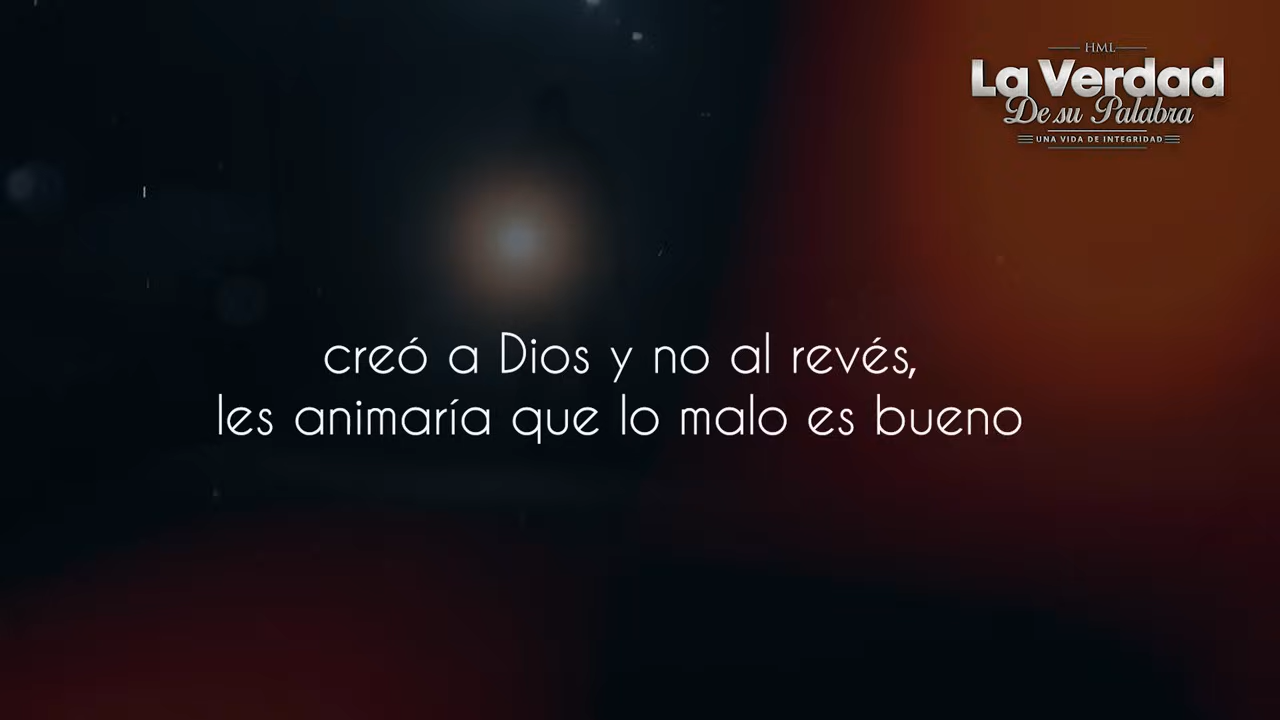 HML
La Verdad
De su Palabra
UNA VIDA DE INTEGRIDAD
creó a Dios y no al revés,
les animaría que lo malo es bueno